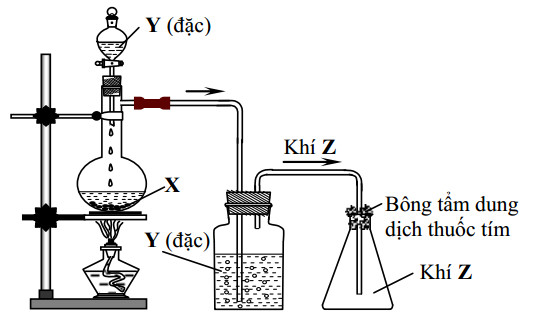 Y (đặc)
X
Khí Z
Y (đặc)
Bông tẩm dung
dịch thuốc tím
Khí Z